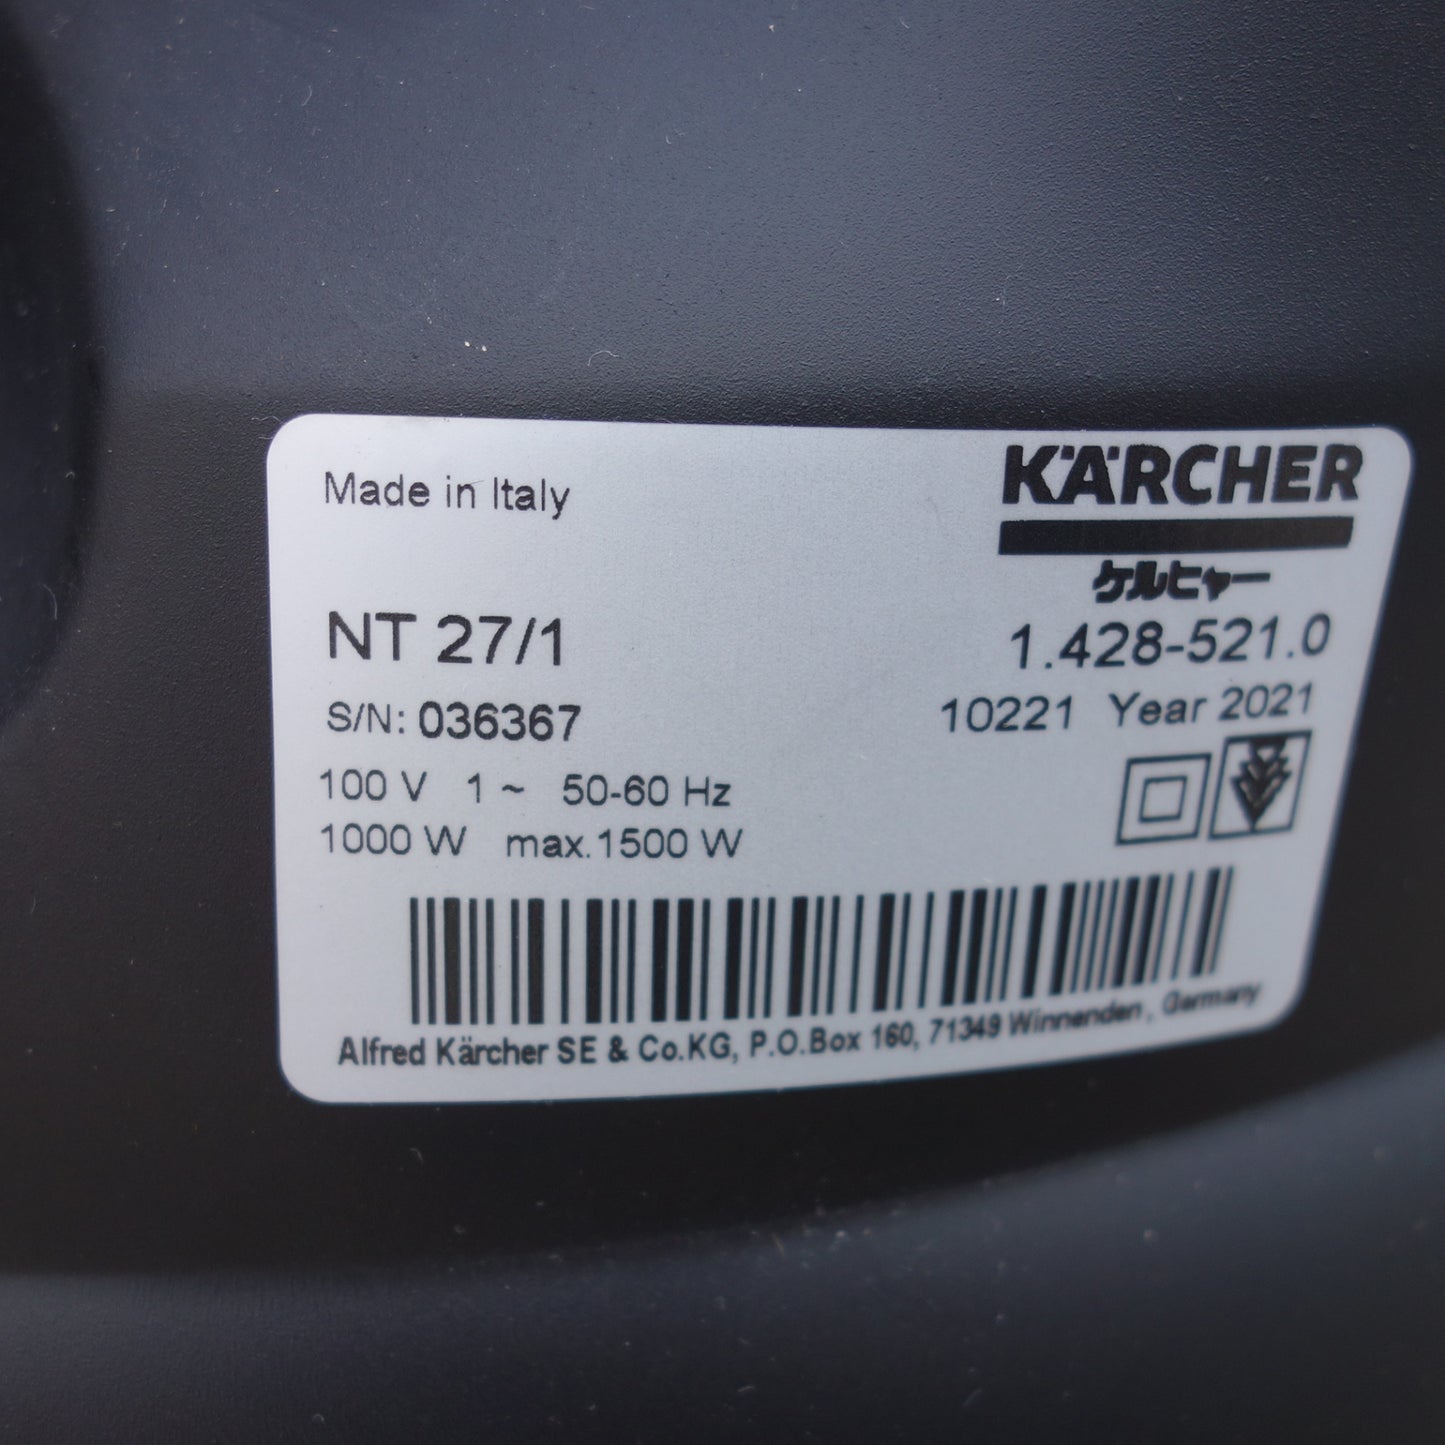 Made in Italy
KÄRCHER
ケルヒャー
NT 27/1
1.428-521.0
S/N: 036367
10221 Year 2021
100 V 1 ~ 50-60 Hz
1000 W max.1500 W
Alfred Kärcher SE & Co.KG, P.O.Box 160, 71349 Winnenden, Germany